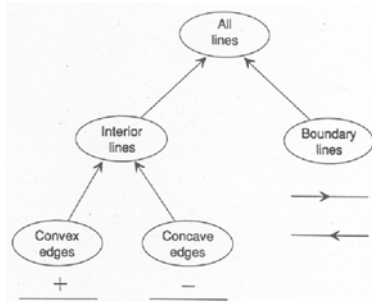 All
lines
Interior
lines
Boundary
lines
Convex
edges
Concave
edges
+
−